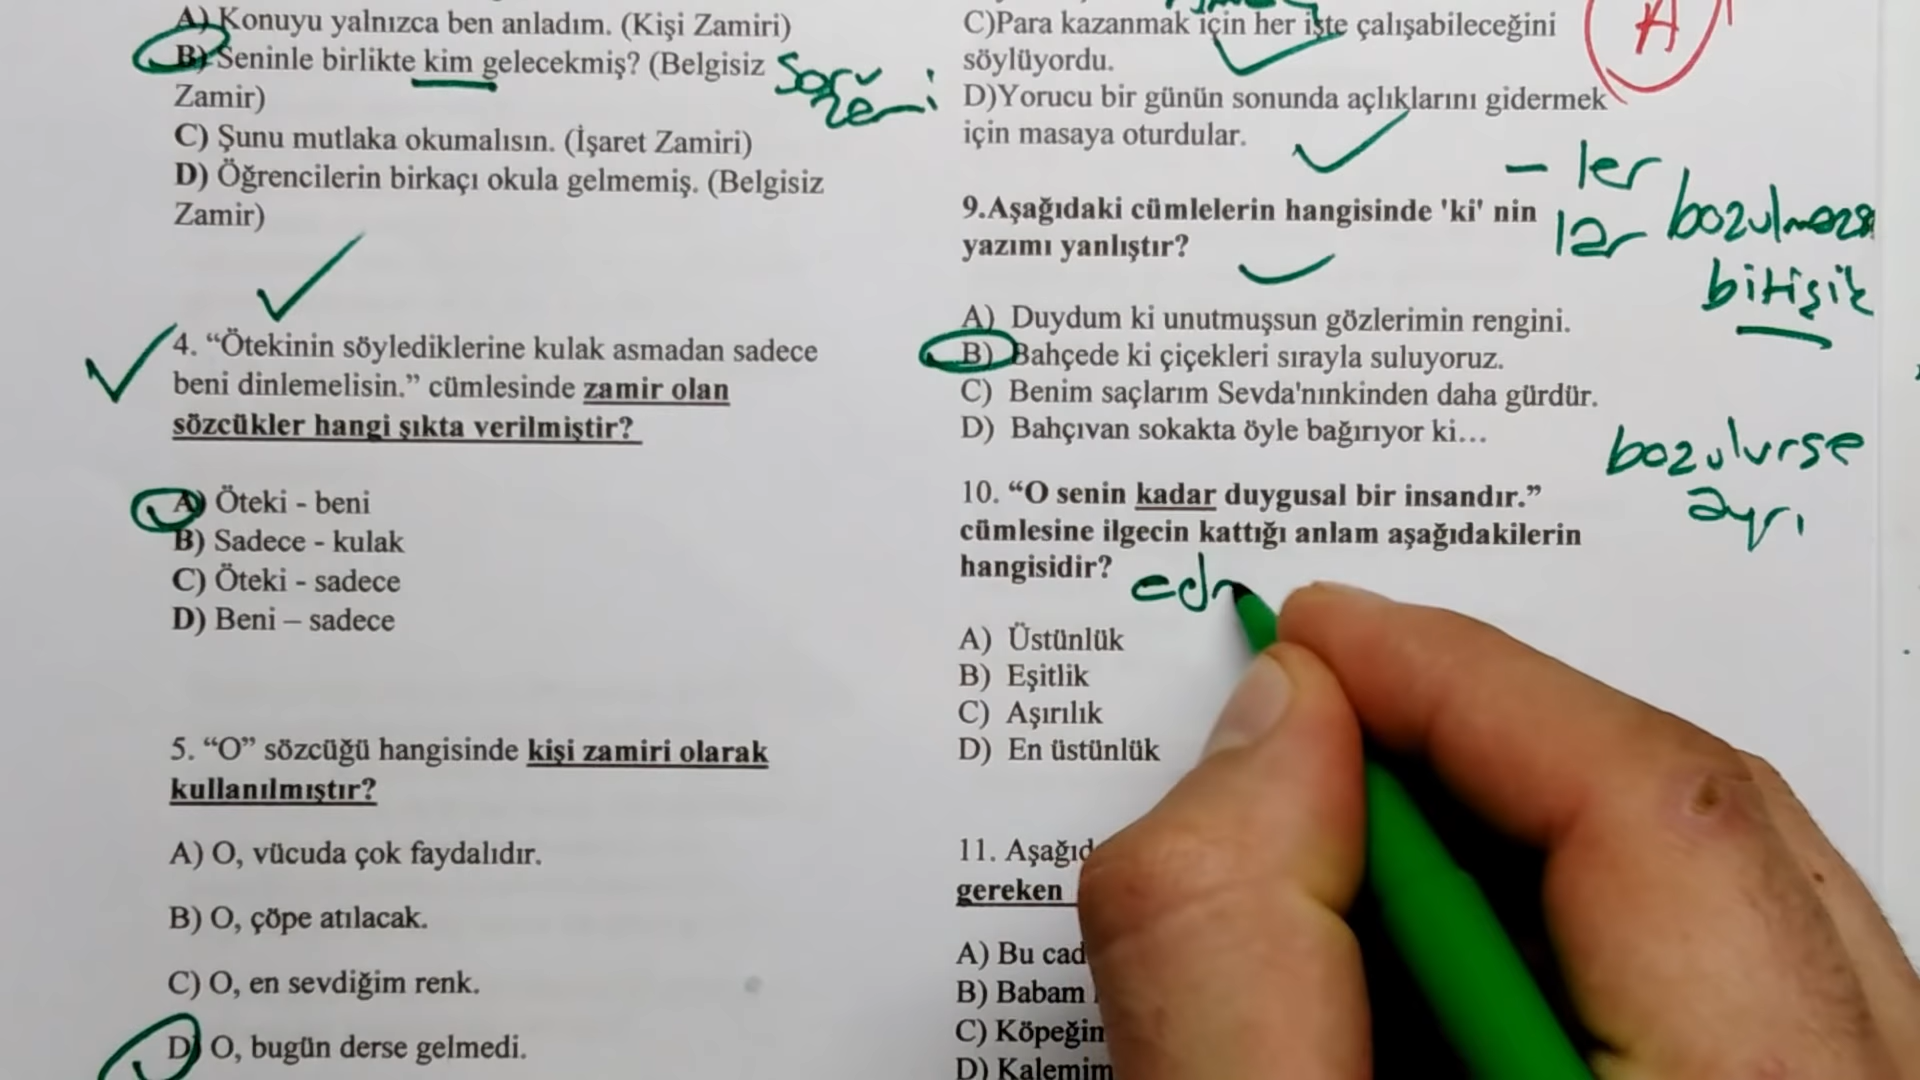 A) Konuyu yalnızca ben anladım. (Kişi Zamiri)
B) Seninle birlikte kim gelecekmiş? (Belgisiz
Zamir)
Soru
C) Şunu mutlaka okumalısın. (İşaret Zamiri)
D) Öğrencilerin birkaçı okula gelmemiş. (Belgisiz
Zamir)
4. “Ötekinin söylediklerine kulak asmadan sadece
beni dinlemelisin.” cümlesinde zamir olan
sözcükler hangi şıkta verilmiştir?
A) Öteki - beni
B) Sadece - kulak
C) Öteki - sadece
D) Beni – sadece
5. “O” sözcüğü hangisinde kişi zamiri olarak
kullanılmıştır?
A) O, vücuda çok faydalıdır.
B) O, çöpe atılacak.
C) O, en sevdiğim renk.
D) O, bugün derse gelmedi.
C)Para kazanmak için her işte çalışabileceğini
söylüyordu.
D)Yorucu bir günün sonunda açlıklarını gidermek
için masaya oturdular.
A
9.Aşağıdaki cümlelerin hangisinde 'ki' nin
yazımı yanlıştır?
- ler
lar bozulmazsa
bitişik
A) Duydum ki unutmuşsun gözlerimin rengini.
B) Bahçede ki çiçekleri sırayla suluyoruz.
C) Benim saçlarım Sevda'nınkinden daha gürdür.
D) Bahçıvan sokakta öyle bağırıyor ki...
bozulursa
ayrı
10. “O senin kadar duygusal bir insandır.”
cümlesine ilgecin kattığı anlam aşağıdakilerin
hangisidir?
A) Üstünlük
B) Eşitlik
C) Aşırılık
D) En üstünlük
11.
gereken
A) Bu
B) Babam
C)
D)